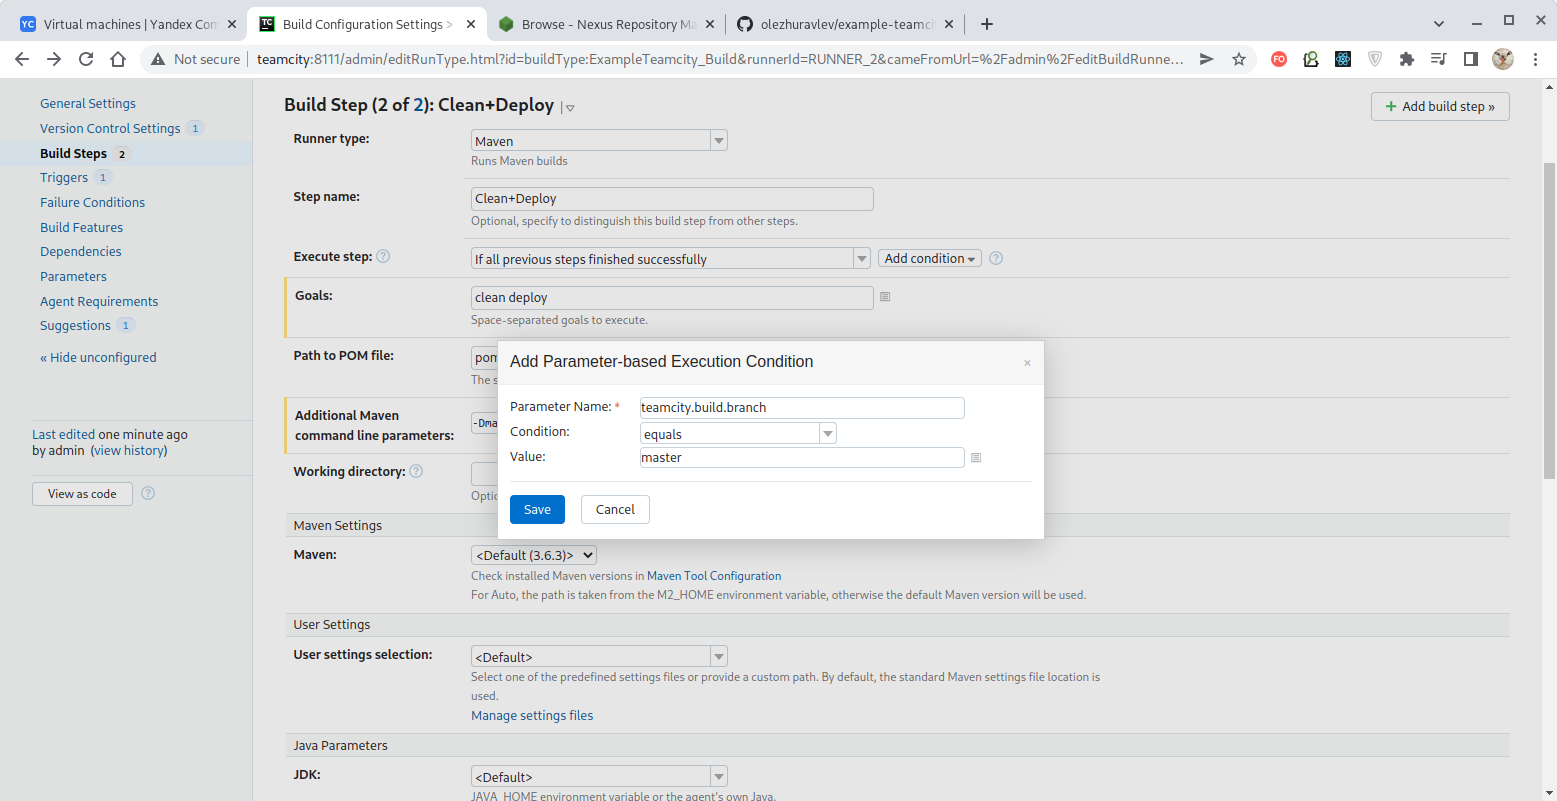 Virtual machines | Yandex Com
Build Configuration Settings >
Browse - Nexus Repository Ma
olezhuravlev/example-teamci
Not secure
teamcity:8111/admin/editRunType.html?id=buildType:ExampleTeamcity_Build&runnerId=RUNNER_2&cameFromUrl=%2Fadmin%2FeditBuildRunne...
General Settings
Version Control Settings 1
Build Steps 2
Triggers 1
Failure Conditions
Build Features
Dependencies
Parameters
Agent Requirements
Suggestions 1
« Hide unconfigured
Last edited one minute ago
by admin (view history)
View as code
Build Step (2 of 2): Clean+Deploy
+ Add build step »
Runner type:
Maven
Runs Maven builds
Step name:
Clean+Deploy
Optional, specify to distinguish this build step from other steps.
Execute step:
If all previous steps finished successfully
Add condition
Goals:
clean deploy
Space-separated goals to execute.
Path to POM file:
pom
The s
Additional Maven
command line parameters:
-Dma
Working directory:
Optio
Add Parameter-based Execution Condition
Parameter Name: *
teamcity.build.branch
Condition:
equals
Value:
master
Save
Cancel
Maven Settings
Maven:
<Default (3.6.3)>
Check installed Maven versions in Maven Tool Configuration
For Auto, the path is taken from the M2_HOME environment variable, otherwise the default Maven version will be used.
User Settings
User settings selection:
<Default>
Select one of the predefined settings files or provide a custom path. By default, the standard Maven settings file location is
used.
Manage settings files
Java Parameters
JDK:
<Default>
JAVA_HOME environment variable or the agent's own Java.